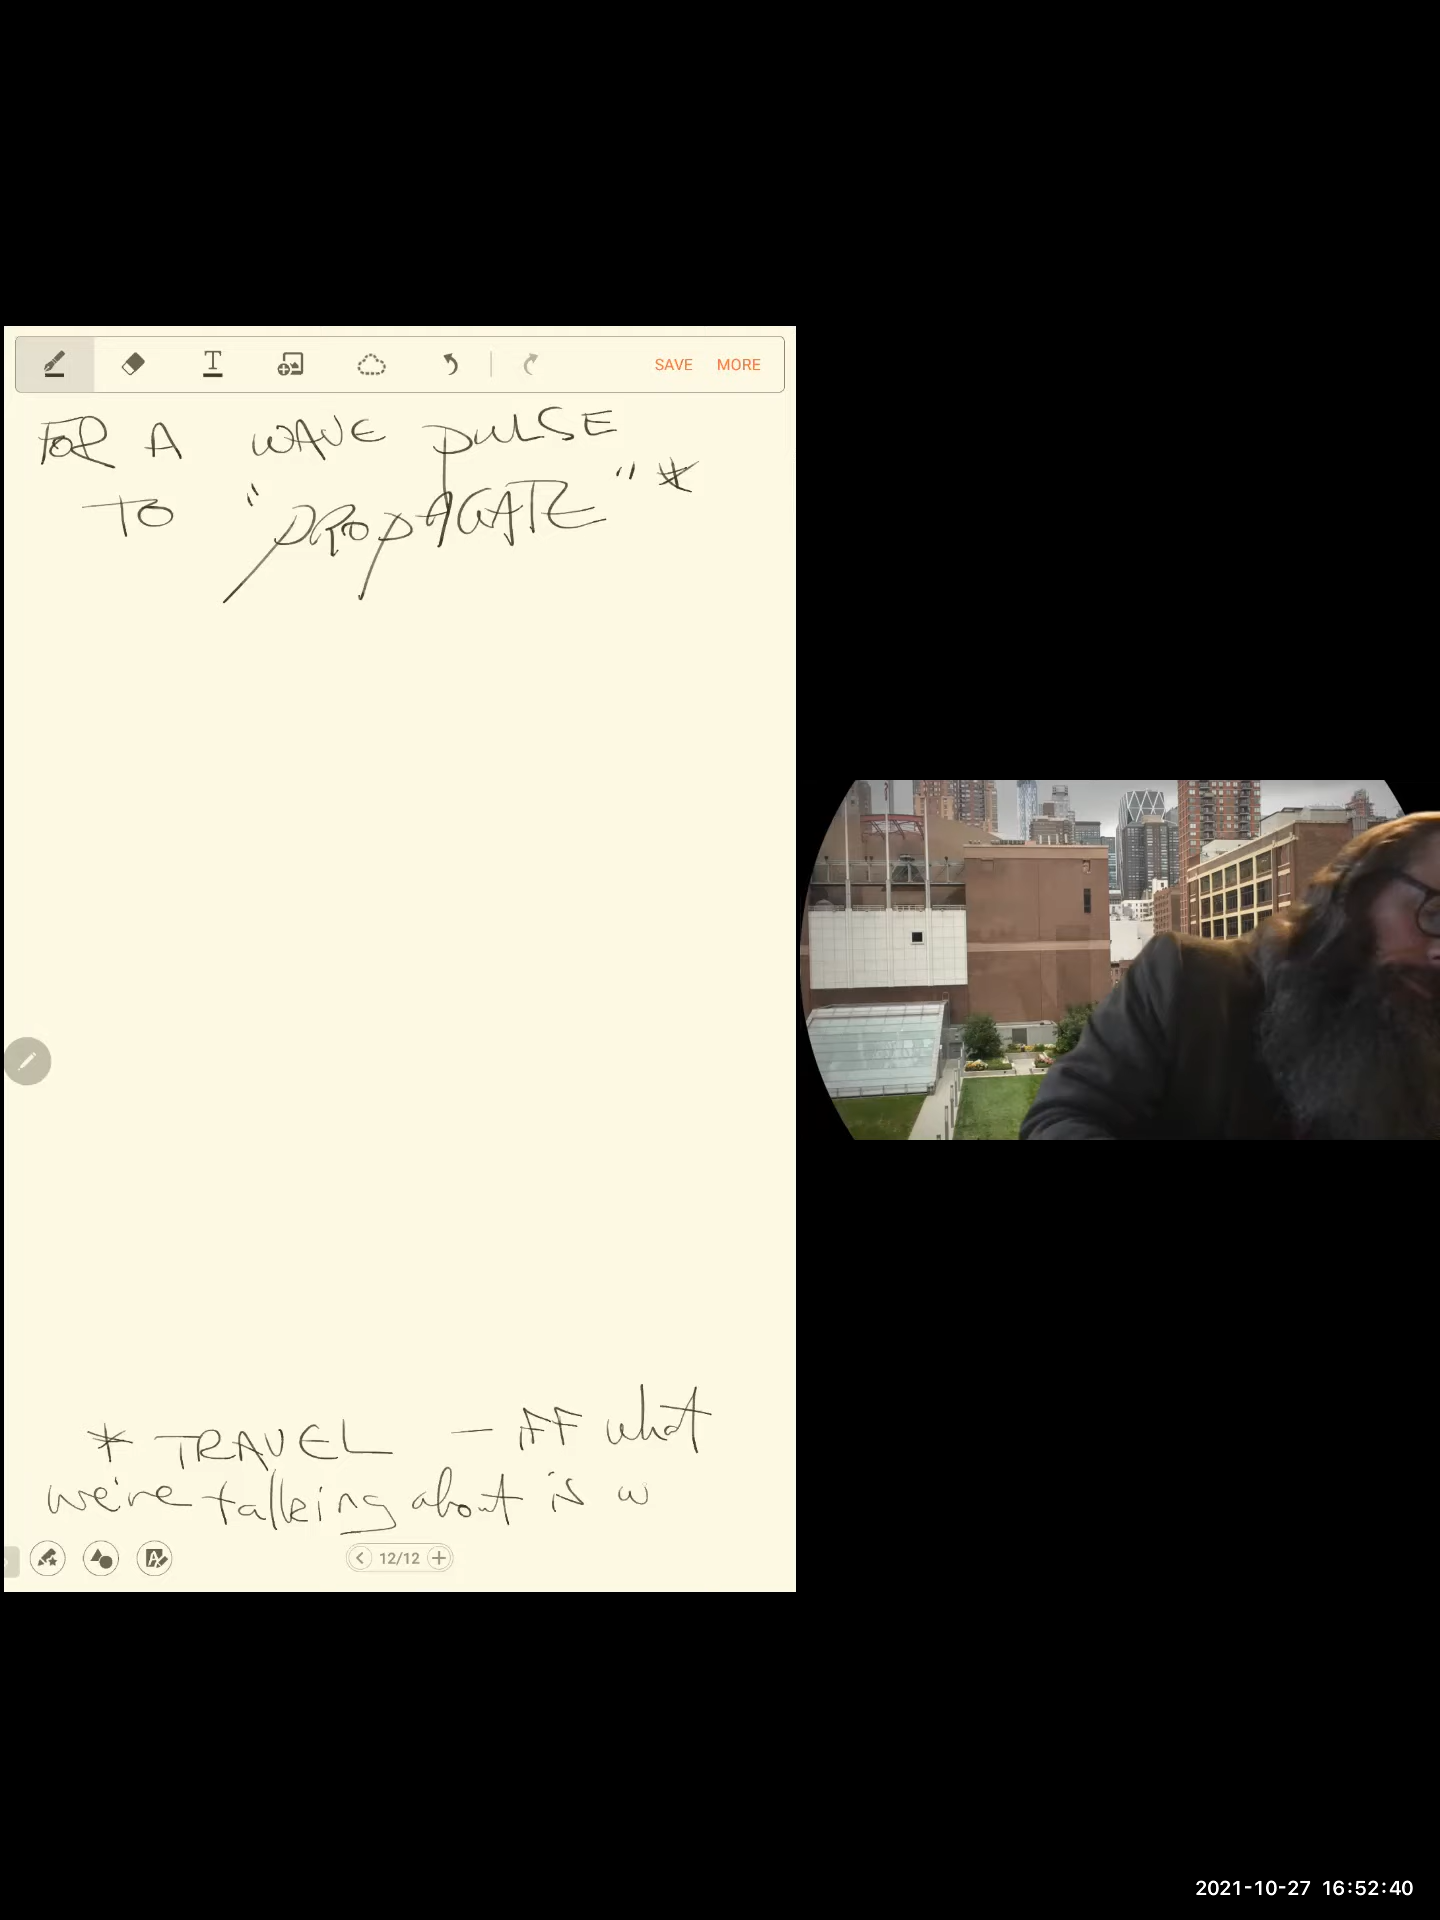 SAVE MORE
FOR A WAVE PULSE
TO "PROPAGATE" *
* TRAVEL — IFF what
we're talking about is w
12/12
2021-10-27 16:52:40